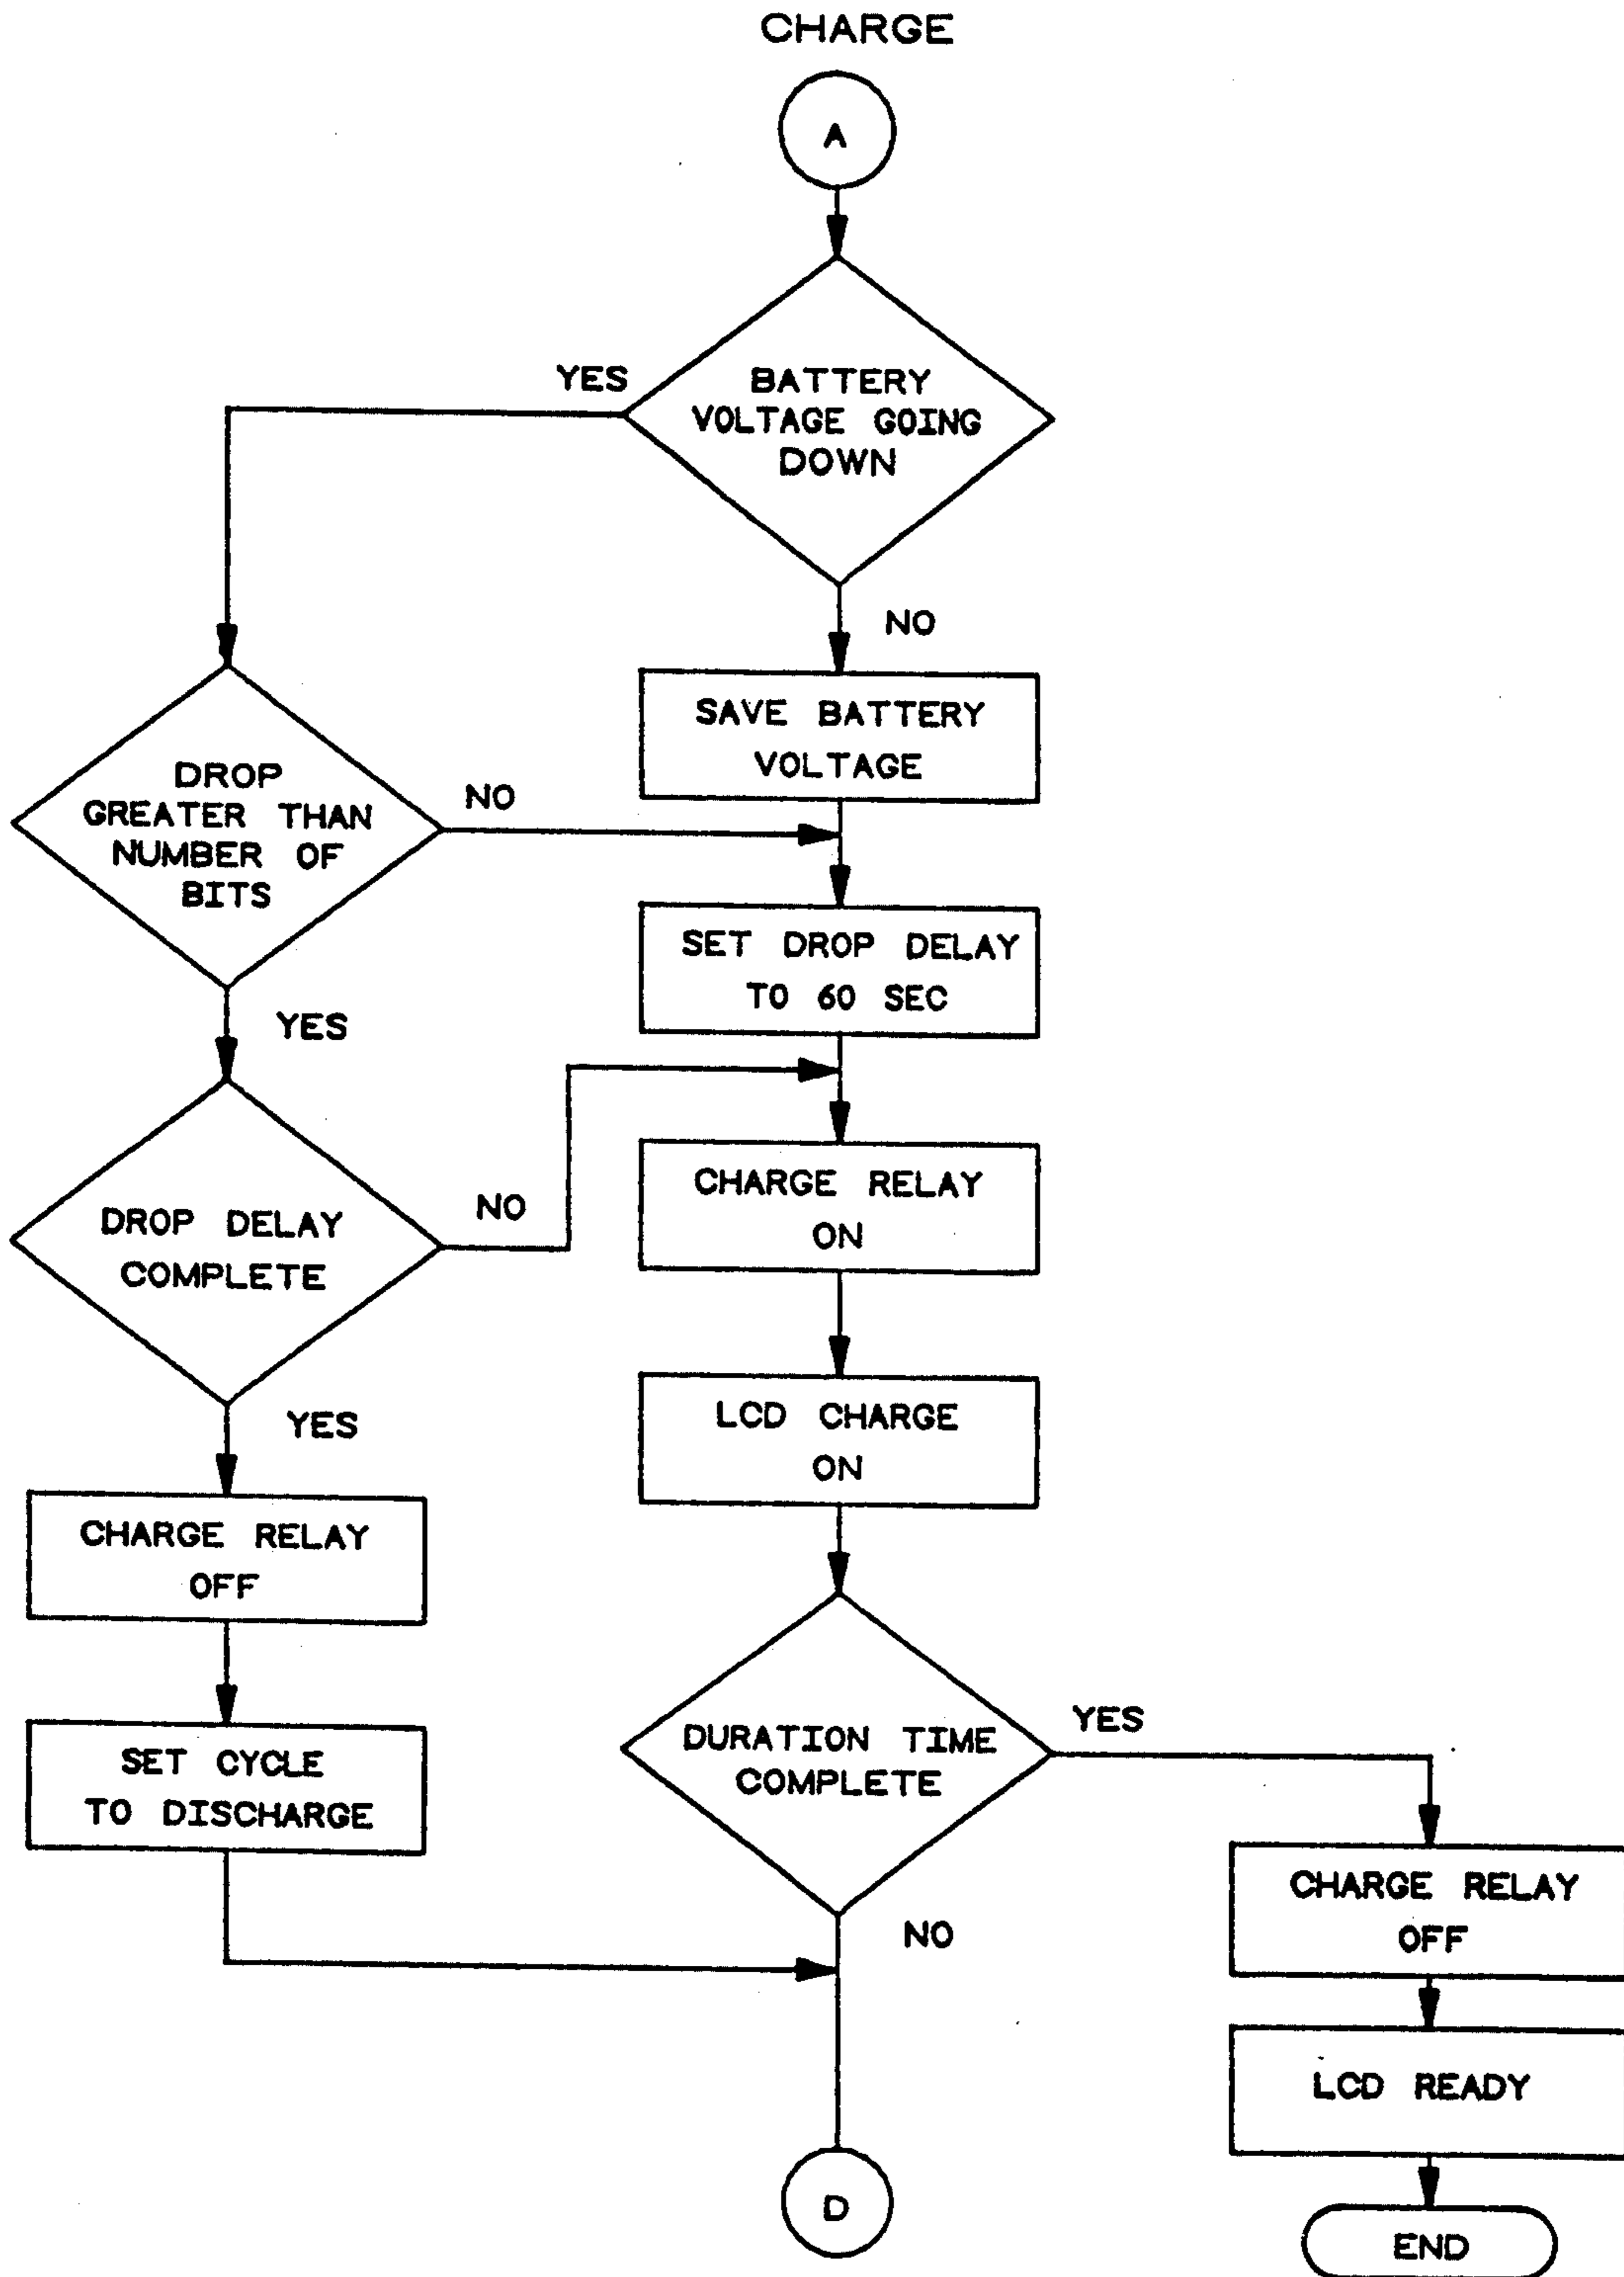 CHARGE
A
BATTERY
VOLTAGE GOING
DOWN
YES
NO
SAVE BATTERY
VOLTAGE
DROP
GREATER THAN
NUMBER OF
BITS
NO
YES
SET DROP DELAY
TO 60 SEC
DROP DELAY
COMPLETE
NO
YES
CHARGE RELAY
ON
LCD CHARGE
ON
CHARGE RELAY
OFF
SET CYCLE
TO DISCHARGE
DURATION TIME
COMPLETE
YES
NO
CHARGE RELAY
OFF
LCD READY
D
END